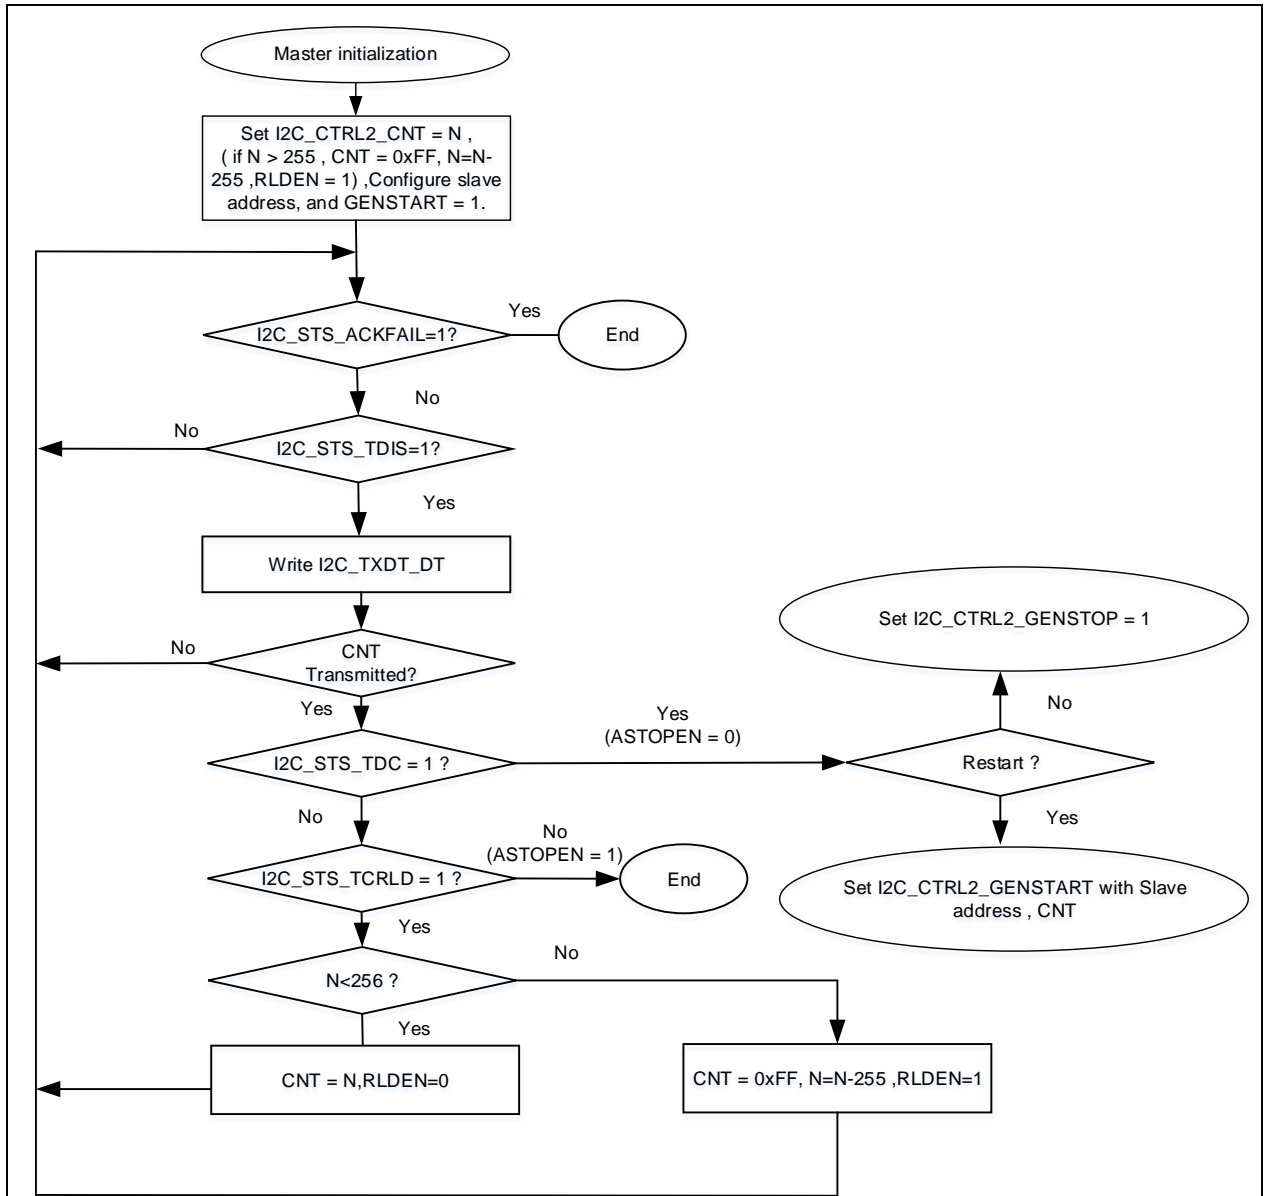 Master initialization
Set I2C_CTRL2_CNT = N ,
( if N > 255 , CNT = 0xFF, N=N-
255 ,RLDEN = 1) ,Configure slave
address, and GENSTART = 1.
I2C_STS_ACKFAIL=1?
Yes
End
No
I2C_STS_TDIS=1?
No
Yes
Write I2C_TXDT_DT
CNT
Transmitted?
No
Yes
I2C_STS_TDC = 1 ?
Yes
(ASTOPEN = 0)
Restart ?
No
Set I2C_CTRL2_GENSTOP = 1
Yes
Set I2C_CTRL2_GENSTART with Slave
address , CNT
No
I2C_STS_TCRLD = 1 ?
No
(ASTOPEN = 1)
End
Yes
N<256 ?
No
Yes
CNT = N,RLDEN=0
CNT = 0xFF, N=N-255 ,RLDEN=1